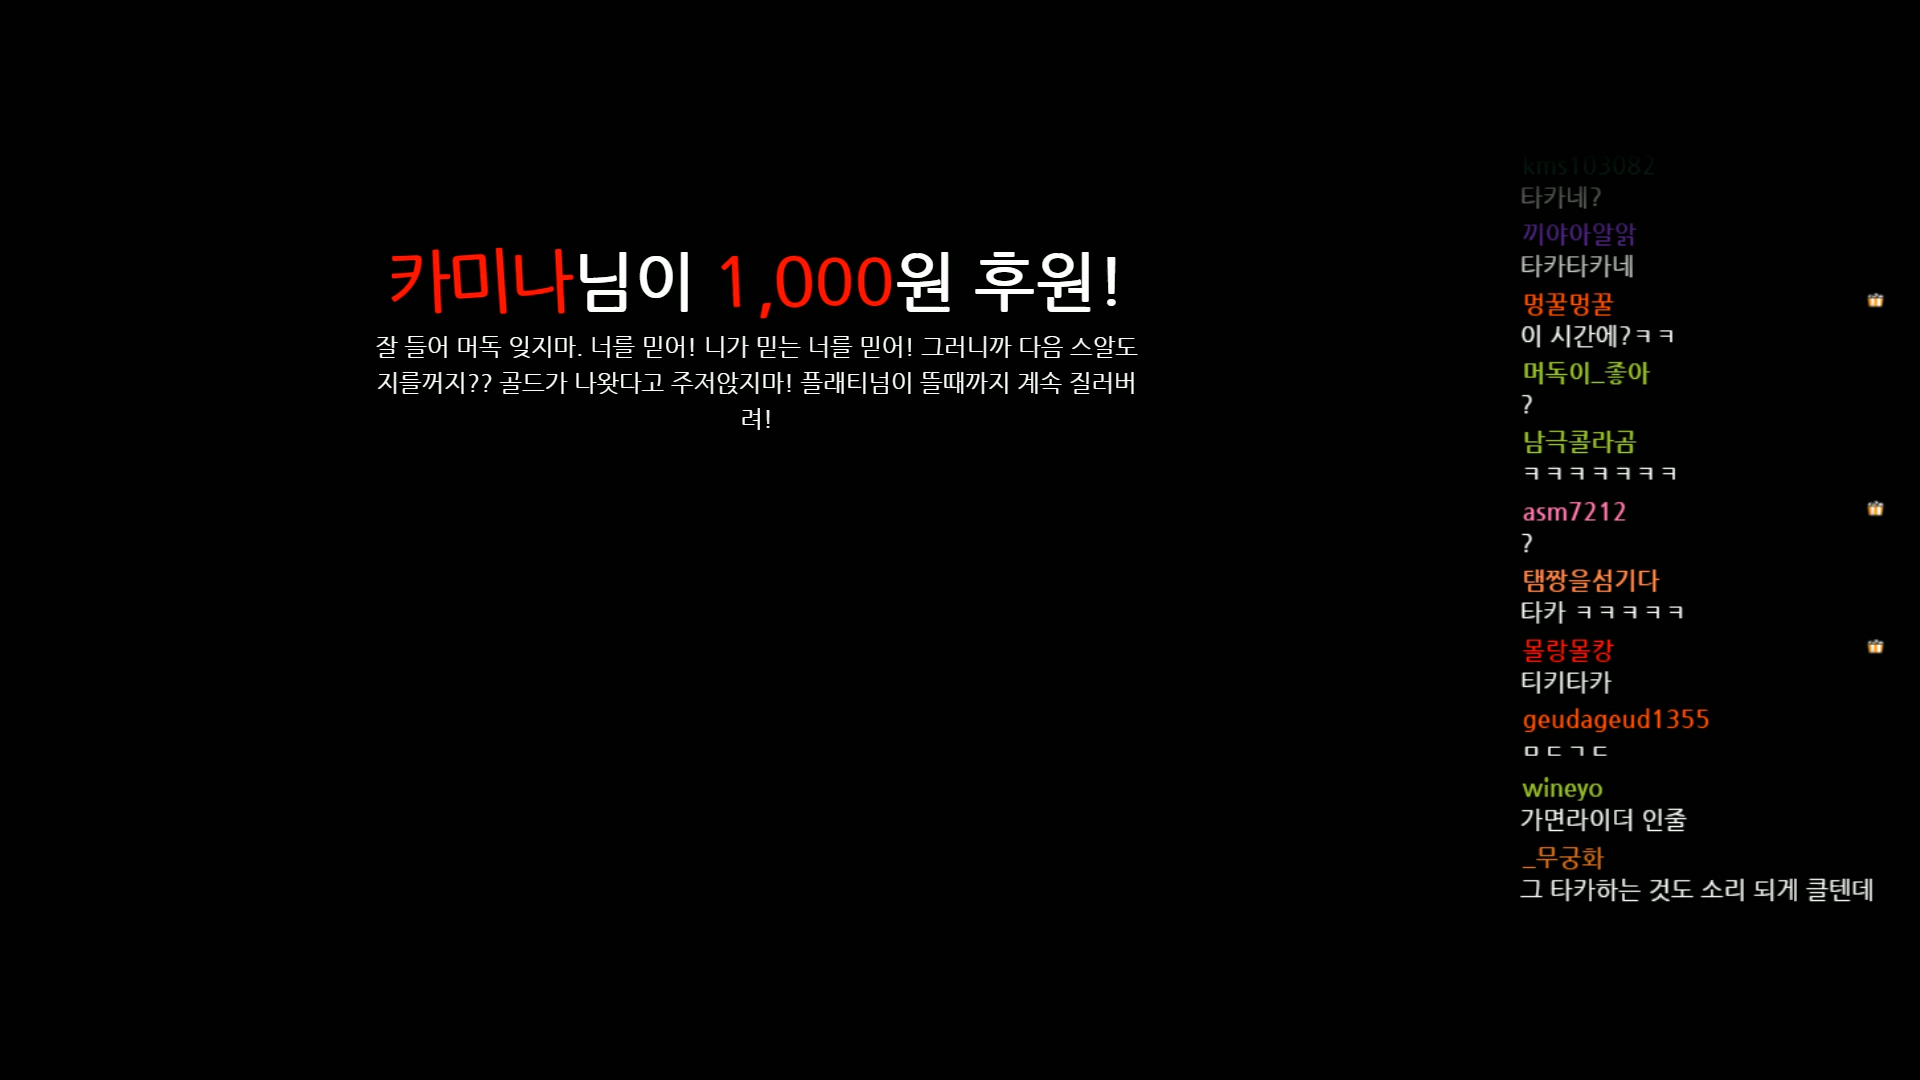 카미나님이 1,000원 후원!
잘 들어 머독 잊지마. 너를 믿어! 니가 믿는 너를 믿어! 그러니까 다음 스알도
지를꺼지?? 골드가 나왓다고 주저앉지마! 플래티넘이 뜰때까지 계속 질러버
려!
kms103082
타카네?
끼야아알앍
타카타카네
멍꿀멍꿀
이 시간에?ㅋㅋ
머독이_좋아
?
남극콜라곰
ㅋㅋㅋㅋㅋㅋㅋ
asm7212
?
탬짱을섬기다
타카 ㅋㅋㅋㅋㅋ
몰랑몰캉
티키타카
geudageud1355
ㅁㄷㄱㄷ
wineyo
가면라이더 인줄
_무궁화
그 타카하는 것도 소리 되게 클텐데